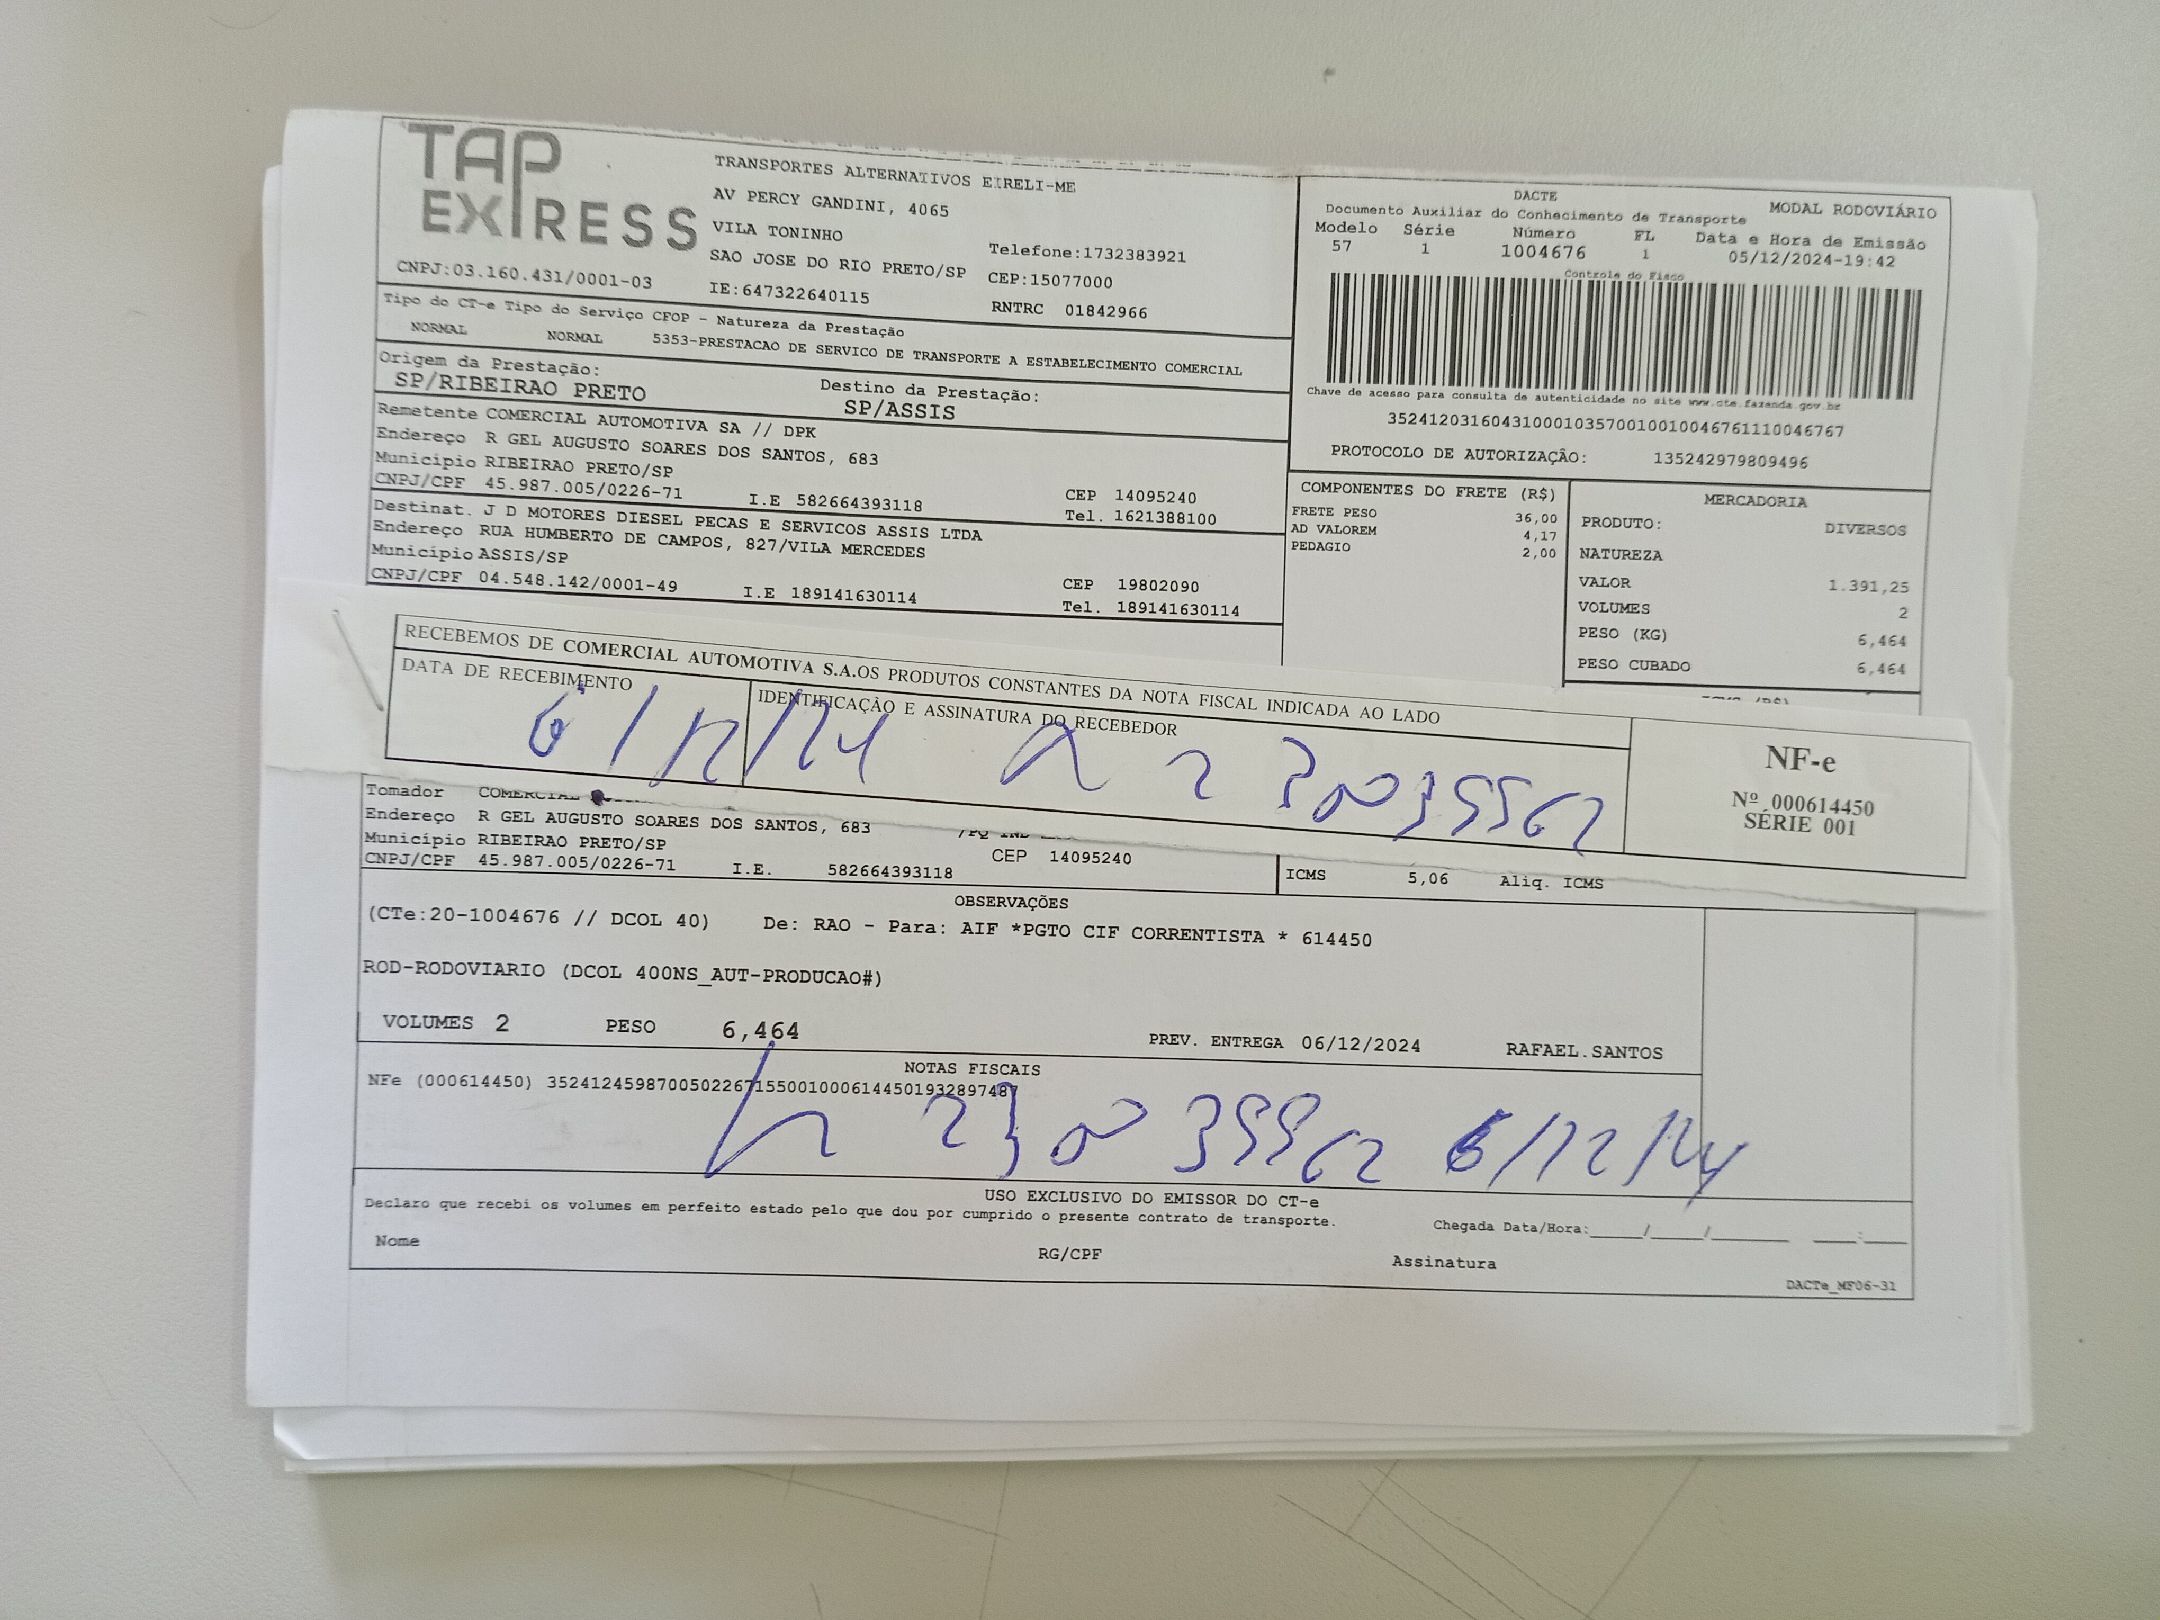 TAP EXPRESS
TRANSPORTES ALTERNATIVOS EIRELI-ME
AV PERCY GANDINI, 4065
VILA TONINHO
SAO JOSE DO RIO PRETO/SP
Telefone:1732383921
CEP:15077000
CNPJ:03.160.431/0001-03
IE:647322640115
RNTRC 01842966
DACTE
MODAL RODOVIÁRIO
Documento Auxiliar do Conhecimento de Transporte
Modelo Série Número FL Data e Hora de Emissão
57 1 1004676 1 05/12/2024-19:42
Controle do Fisco
Chave de acesso para consulta de autenticidade no site www.cte.fazenda.gov.br
35241203160431000103570010010046761110046767
PROTOCOLO DE AUTORIZAÇÃO: 135242979809496
Tipo do CT-e Tipo do Serviço CFOP - Natureza da Prestação
NORMAL NORMAL 5353-PRESTACAO DE SERVICO DE TRANSPORTE A ESTABELECIMENTO COMERCIAL
Origem da Prestação: Destino da Prestação:
SP/RIBEIRAO PRETO SP/ASSIS
Remetente COMERCIAL AUTOMOTIVA SA // DPK
Endereço R GEL AUGUSTO SOARES DOS SANTOS, 683
Município RIBEIRAO PRETO/SP CEP 14095240
CNPJ/CPF 45.987.005/0226-71 I.E 582664393118 Tel. 1621388100
Destinat. J D MOTORES DIESEL PECAS E SERVICOS ASSIS LTDA
Endereço RUA HUMBERTO DE CAMPOS, 827/VILA MERCEDES
Município ASSIS/SP CEP 19802090
CNPJ/CPF 04.548.142/0001-49 I.E 189141630114 Tel. 189141630114
COMPONENTES DO FRETE (R$)
FRETE PESO 36,00
AD VALOREM 4,17
PEDAGIO 2,00
MERCADORIA
PRODUTO: DIVERSOS
NATUREZA
VALOR 1.391,25
VOLUMES 2
PESO (KG) 6,464
PESO CUBADO 6,464
RECEBEMOS DE COMERCIAL AUTOMOTIVA S.A.OS PRODUTOS CONSTANTES DA NOTA FISCAL INDICADA AO LADO
DATA DE RECEBIMENTO
IDENTIFICAÇÃO E ASSINATURA DO RECEBEDOR
6/12/24
NF-e
Nº 000614450
SÉRIE 001
Tomador COMERCIAL
Endereço R GEL AUGUSTO SOARES DOS SANTOS, 683
Município RIBEIRAO PRETO/SP CEP 14095240
CNPJ/CPF 45.987.005/0226-71 I.E. 582664393118
ICMS 5,06 Aliq. ICMS
OBSERVAÇÕES
(CTe:20-1004676 // DCOL 40) De: RAO - Para: AIF *PGTO CIF CORRENTISTA * 614450
ROD-RODOVIARIO (DCOL 400NS_AUT-PRODUCAO#)
VOLUMES 2 PESO 6,464 PREV. ENTREGA 06/12/2024 RAFAEL.SANTOS
NOTAS FISCAIS
NFe (000614450) 35241245987005022671550010006144501932897487
6/12/24
USO EXCLUSIVO DO EMISSOR DO CT-e
Declaro que recebi os volumes em perfeito estado pelo que dou por cumprido o presente contrato de transporte. Chegada Data/Hora:_____/_____/________ ____:____
Nome RG/CPF Assinatura
DACTe_MF06-31